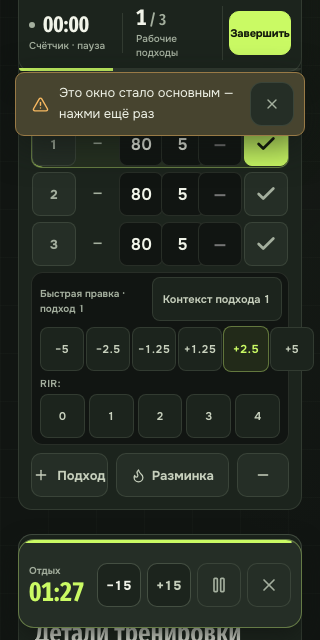 00:00
Счётчик · пауза
1 / 3
Рабочие
подходы
Завершить
Это окно стало основным —
нажми ещё раз
1 – 80 5 —
2 – 80 5 —
3 – 80 5 —
Быстрая правка ·
подход 1
Контекст подхода 1
−5 −2.5 −1.25 +1.25 +2.5 +5
RIR:
0 1 2 3 4
+ Подход
Разминка
—
Отдых
01:27
−15 +15
Детали тренировки